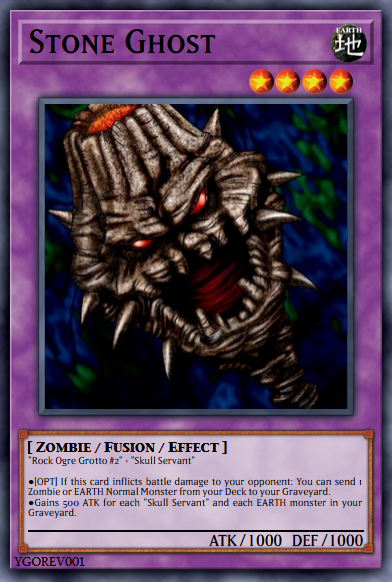 STONE GHOST
EARTH
地
[ ZOMBIE / FUSION / EFFECT ]
"Rock Ogre Grotto #2" + "Skull Servant"
●[OPT] If this card inflicts battle damage to your opponent: You can send 1
Zombie or EARTH Normal Monster from your Deck to your Graveyard.
●Gains 500 ATK for each "Skull Servant" and each EARTH monster in your
Graveyard.
ATK/1000 DEF/1000
YGOREV001